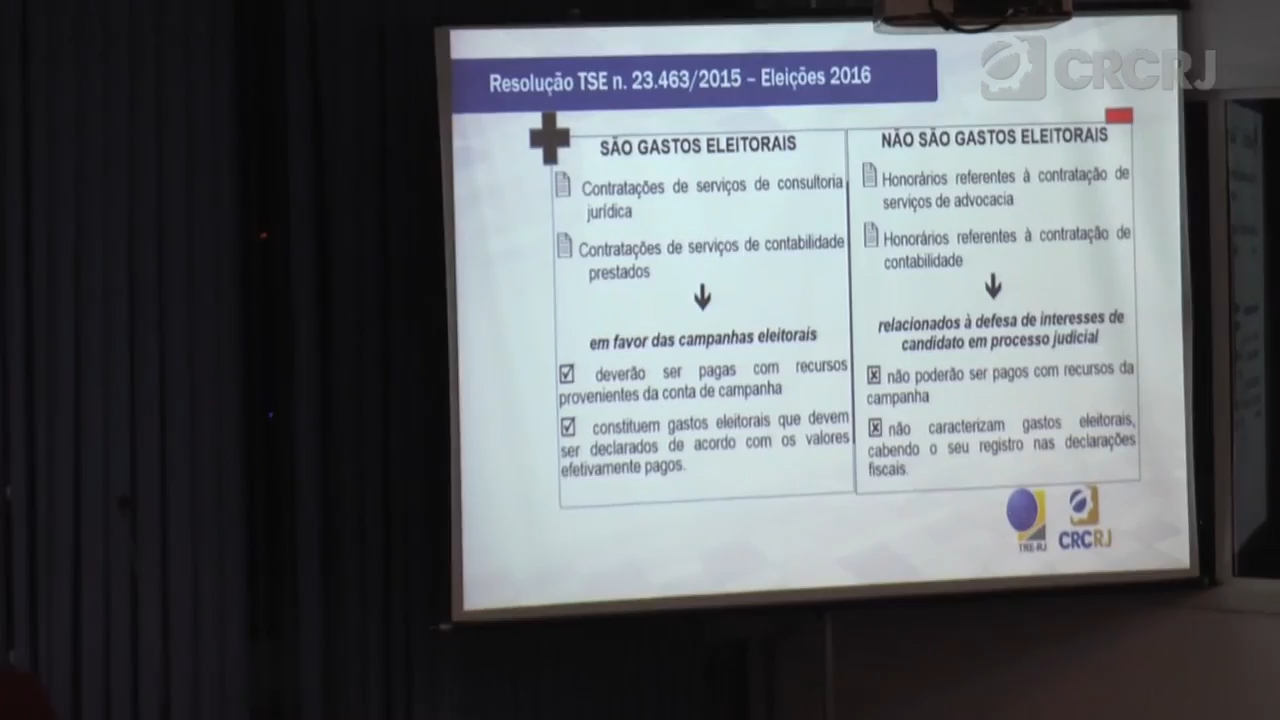 CRCRJ
Resolução TSE n. 23.463/2015 – Eleições 2016
SÃO GASTOS ELEITORAIS
Contratações de serviços de consultoria
jurídica
Contratações de serviços de contabilidade
prestados
em favor das campanhas eleitorais
deverão ser pagas com recursos
provenientes da conta de campanha
constituem gastos eleitorais que devem
ser declarados de acordo com os valores
efetivamente pagos.
NÃO SÃO GASTOS ELEITORAIS
Honorários referentes à contratação de
serviços de advocacia
Honorários referentes à contratação de
contabilidade
relacionados à defesa de interesses de
candidato em processo judicial
não poderão ser pagos com recursos da
campanha
não caracterizam gastos eleitorais,
cabendo o seu registro nas declarações
fiscais.
TRE-RJ
CRCRJ